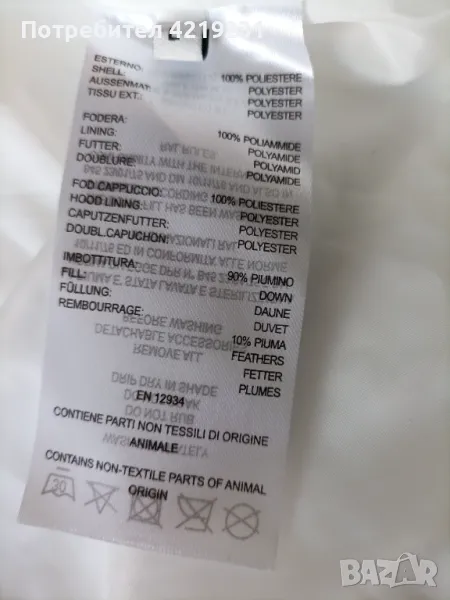 Потребител 4219371
ESTERNO: 100% POLIESTERE
SHELL: POLYESTER
AUSSENMAT. POLYESTER
TISSU EXT.: POLYESTER
FODERA: 100% POLIAMMIDE
LINING: POLYAMIDE
FUTTER: POLYAMID
DOUBLURE: POLYAMIDE
FOD CAPPUCCIO: 100% POLIESTERE
HOOD LINING: POLYESTER
CAPUTZENFUTTER: POLYESTER
DOUBL.CAPUCHON: POLYESTER
IMBOTTITURA: 90% PIUMINO
FILL: DOWN
FÜLLUNG: DAUNE
REMBOURRAGE: DUVET
10% PIUMA
FEATHERS
FETTER
PLUMES
EN 12934
CONTIENE PARTI NON TESSILI DI ORIGINE
ANIMALE
CONTAINS NON-TEXTILE PARTS OF ANIMAL
ORIGIN
30
BAZAR